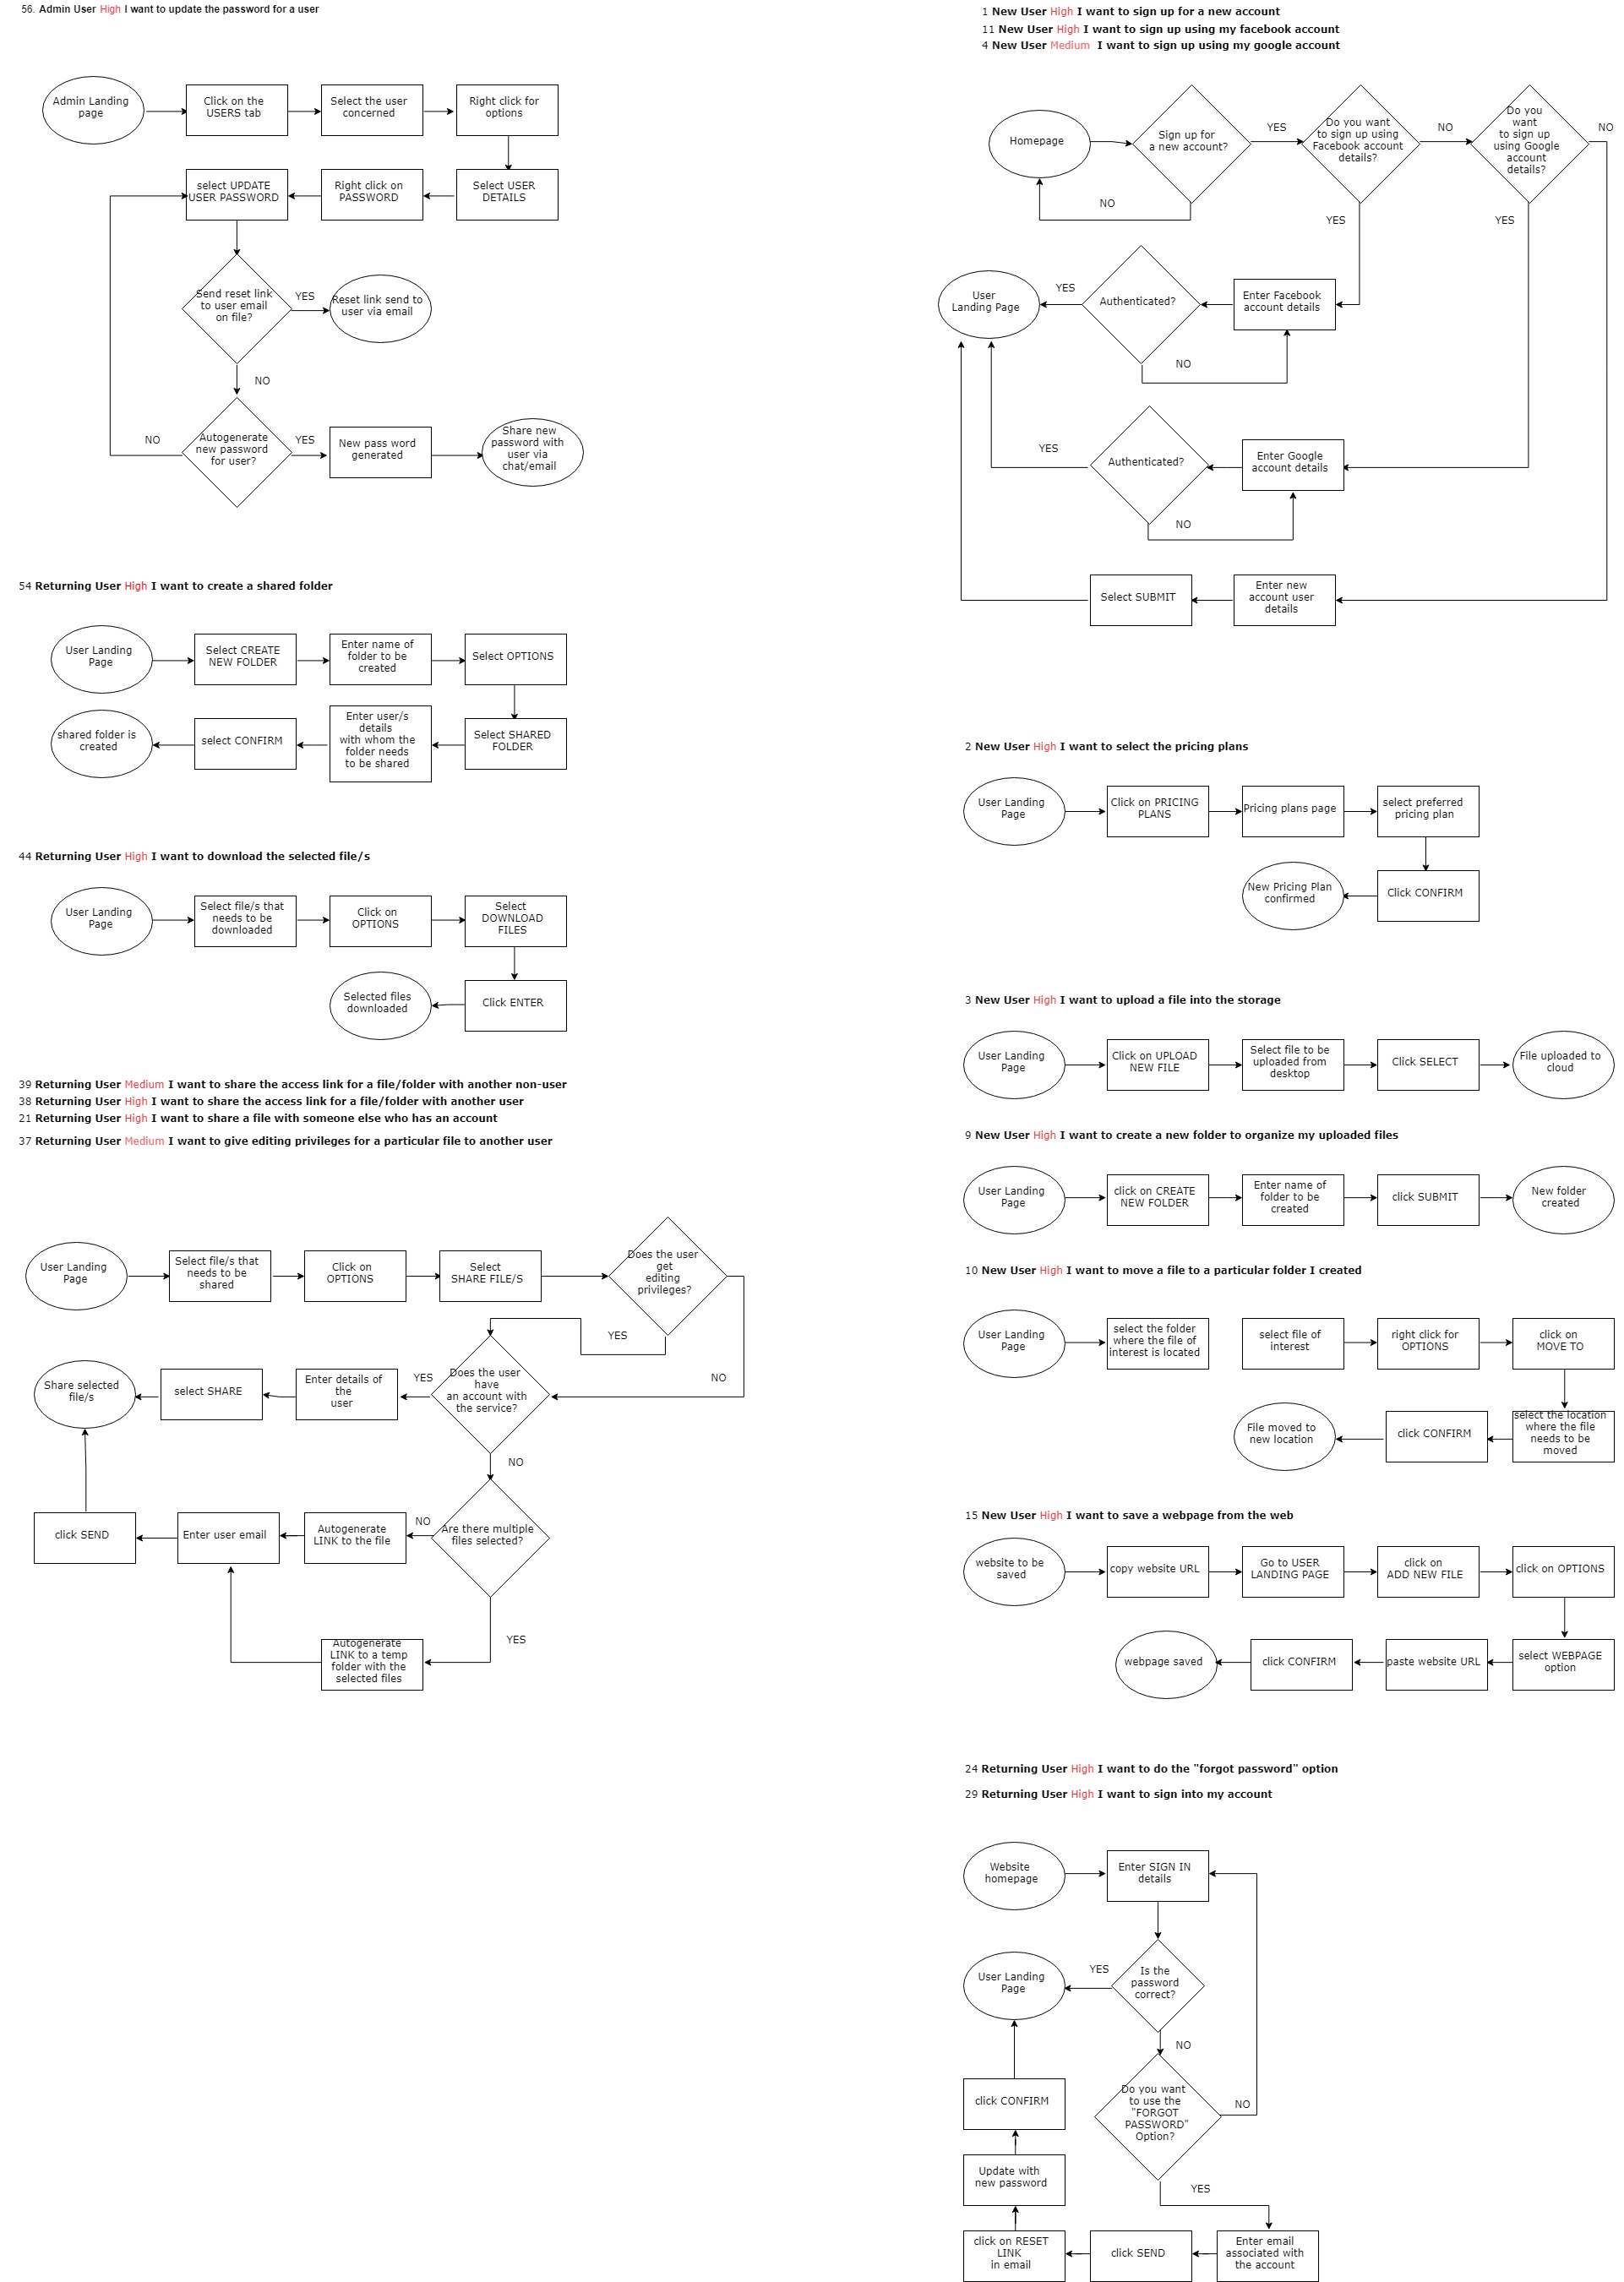 56. Admin User High I want to update the password for a user
Admin Landing
page
Click on the
USERS tab
Select the user
concerned
Right click for
options
select UPDATE
USER PASSWORD
Right click on
PASSWORD
Select USER
DETAILS
Send reset link
to user email
on file?
YES
Reset link send to
user via email
NO
Autogenerate
new password
for user?
NO
YES
New pass word
generated
Share new
password with
user via
chat/email
54 Returning User High I want to create a shared folder
User Landing
Page
Select CREATE
NEW FOLDER
Enter name of
folder to be
created
Select OPTIONS
shared folder is
created
select CONFIRM
Enter user/s
details
with whom the
folder needs
to be shared
Select SHARED
FOLDER
44 Returning User High I want to download the selected file/s
User Landing
Page
Select file/s that
needs to be
downloaded
Click on
OPTIONS
Select
DOWNLOAD
FILES
Selected files
downloaded
Click ENTER
39 Returning User Medium I want to share the access link for a file/folder with another non-user
38 Returning User High I want to share the access link for a file/folder with another user
21 Returning User High I want to share a file with someone else who has an account
37 Returning User Medium I want to give editing privileges for a particular file to another user
User Landing
Page
Select file/s that
needs to be
shared
Click on
OPTIONS
Select
SHARE FILE/S
Does the user
get
editing
privileges?
YES
NO
Share selected
file/s
select SHARE
Enter details of
the
user
YES
Does the user
have
an account with
the service?
NO
click SEND
Enter user email
Autogenerate
LINK to the file
NO
Are there multiple
files selected?
YES
Autogenerate
LINK to a temp
folder with the
selected files
1 New User High I want to sign up for a new account
11 New User High I want to sign up using my facebook account
4 New User Medium I want to sign up using my google account
Homepage
Sign up for
a new account?
YES
Do you want
to sign up using
Facebook account
details?
NO
Do you
want
to sign up
using Google
account
details?
NO
NO
YES
YES
User
Landing Page
YES
Authenticated?
Enter Facebook
account details
NO
YES
Authenticated?
Enter Google
account details
NO
Select SUBMIT
Enter new
account user
details
2 New User High I want to select the pricing plans
User Landing
Page
Click on PRICING
PLANS
Pricing plans page
select preferred
pricing plan
New Pricing Plan
confirmed
Click CONFIRM
3 New User High I want to upload a file into the storage
User Landing
Page
Click on UPLOAD
NEW FILE
Select file to be
uploaded from
desktop
Click SELECT
File uploaded to
cloud
9 New User High I want to create a new folder to organize my uploaded files
User Landing
Page
click on CREATE
NEW FOLDER
Enter name of
folder to be
created
click SUBMIT
New folder
created
10 New User High I want to move a file to a particular folder I created
User Landing
Page
select the folder
where the file of
interest is located
select file of
interest
right click for
OPTIONS
click on
MOVE TO
File moved to
new location
click CONFIRM
select the location
where the file
needs to be
moved
15 New User High I want to save a webpage from the web
website to be
saved
copy website URL
Go to USER
LANDING PAGE
click on
ADD NEW FILE
click on OPTIONS
webpage saved
click CONFIRM
paste website URL
select WEBPAGE
option
24 Returning User High I want to do the "forgot password" option
29 Returning User High I want to sign into my account
Website
homepage
Enter SIGN IN
details
User Landing
Page
YES
Is the
password
correct?
NO
click CONFIRM
Do you want
to use the
"FORGOT
PASSWORD"
Option?
NO
Update with
new password
YES
click on RESET
LINK
in email
click SEND
Enter email
associated with
the account